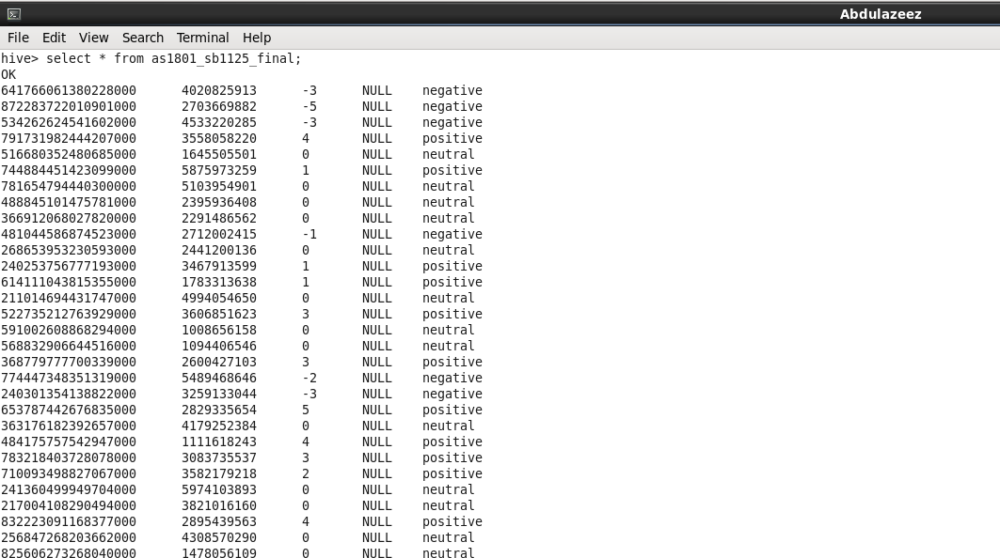 Abdulazeez
File Edit View Search Terminal Help
hive> select * from as1801_sb1125_final;
OK
641766061380228000 4020825913 -3 NULL negative
872283722010901000 2703669882 -5 NULL negative
534262624541602000 4533220285 -3 NULL negative
791731982444207000 3558058220 4 NULL positive
516680352480685000 1645505501 0 NULL neutral
744884451423099000 5875973259 1 NULL positive
781654794440300000 5103954901 0 NULL neutral
488845101475781000 2395936408 0 NULL neutral
366912068027820000 2291486562 0 NULL neutral
481044586874523000 2712002415 -1 NULL negative
268653953230593000 2441200136 0 NULL neutral
240253756777193000 3467913599 1 NULL positive
614111043815355000 1783313638 1 NULL positive
211014694431747000 4994054650 0 NULL neutral
522735212763929000 3606851623 3 NULL positive
591002608868294000 1008656158 0 NULL neutral
568832906644516000 1094406546 0 NULL neutral
368779777700339000 2600427103 3 NULL positive
774447348351319000 5489468646 -2 NULL negative
240301354138822000 3259133044 -3 NULL negative
653787442676835000 2829335654 5 NULL positive
363176182392657000 4179252384 0 NULL neutral
484175757542947000 1111618243 4 NULL positive
783218403728078000 3083735537 3 NULL positive
710093498827067000 3582179218 2 NULL positive
241360499949704000 5974103893 0 NULL neutral
217004108290494000 3821016160 0 NULL neutral
832223091168377000 2895439563 4 NULL positive
256847268203662000 4308570290 0 NULL neutral
825606273268040000 1478056109 0 NULL neutral